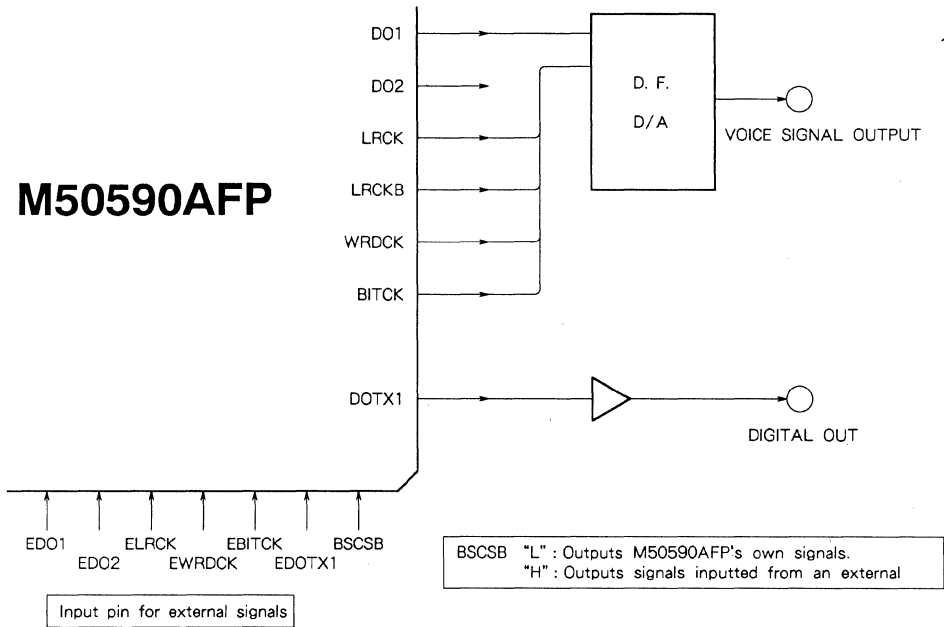 DO1
DO2
LRCK
LRCKB
WRDCK
BITCK
DOTX1
M50590AFP
D. F.
D/A
VOICE SIGNAL OUTPUT
DIGITAL OUT
EDO1
EDO2
ELRCK
EWRDCK
EBITCK
EDOTX1
BSCSB
Input pin for external signals
BSCSB "L" : Outputs M50590AFP's own signals.
"H" : Outputs signals inputted from an external